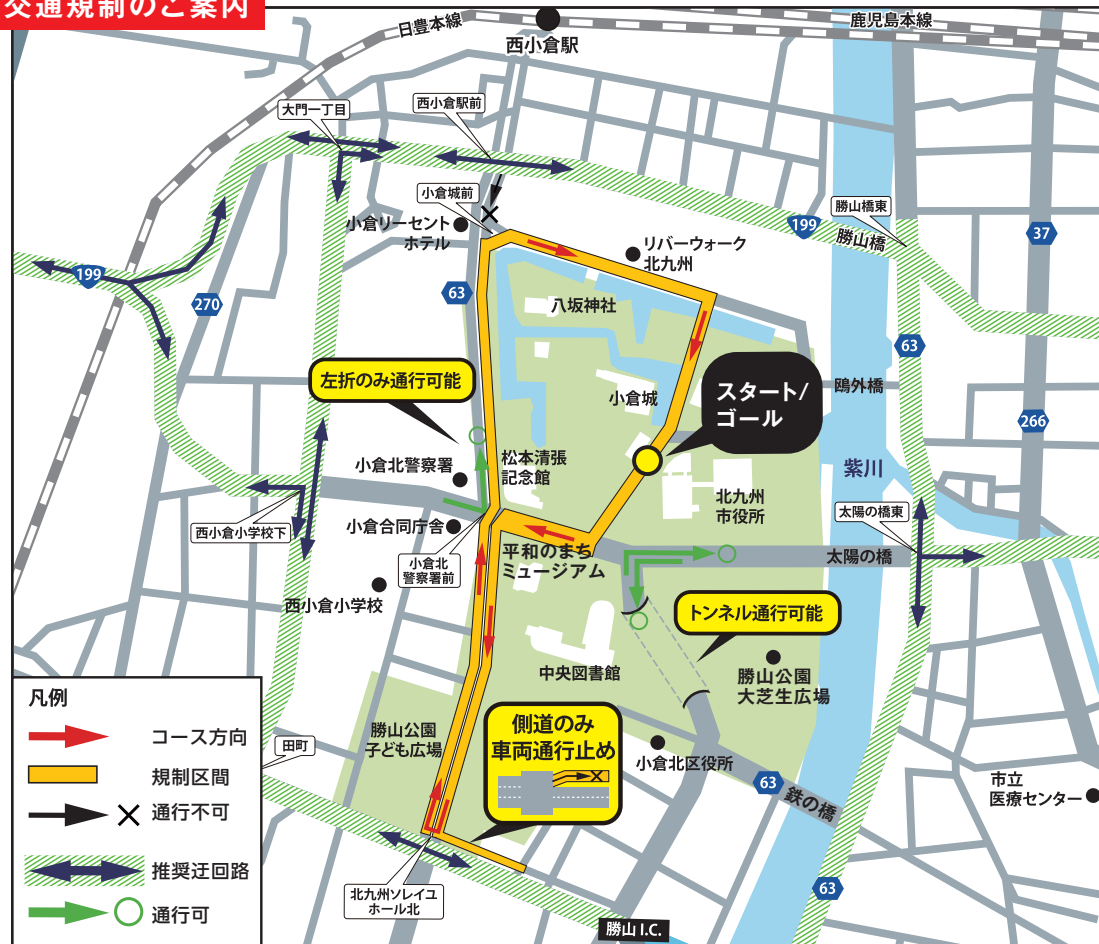 交通規制のご案内
日豊本線
西小倉駅
鹿児島本線
大門一丁目
西小倉駅前
小倉城前
小倉リーセント
ホテル
リバーウォーク
北九州
199
勝山橋
勝山橋東
37
199
270
63
八坂神社
63
左折のみ通行可能
小倉城
スタート/
ゴール
鴎外橋
266
紫川
小倉北警察署
松本清張
記念館
北九州
市役所
西小倉小学校下
小倉合同庁舎
小倉北
警察署前
平和のまち
ミュージアム
太陽の橋
太陽の橋東
西小倉小学校
トンネル通行可能
中央図書館
勝山公園
大芝生広場
勝山公園
子ども広場
側道のみ
車両通行止め
小倉北区役所
63
鉄の橋
市立
医療センター
63
田町
北九州ソレイユ
ホール北
勝山 I.C.
凡例
コース方向
規制区間
通行不可
推奨迂回路
通行可